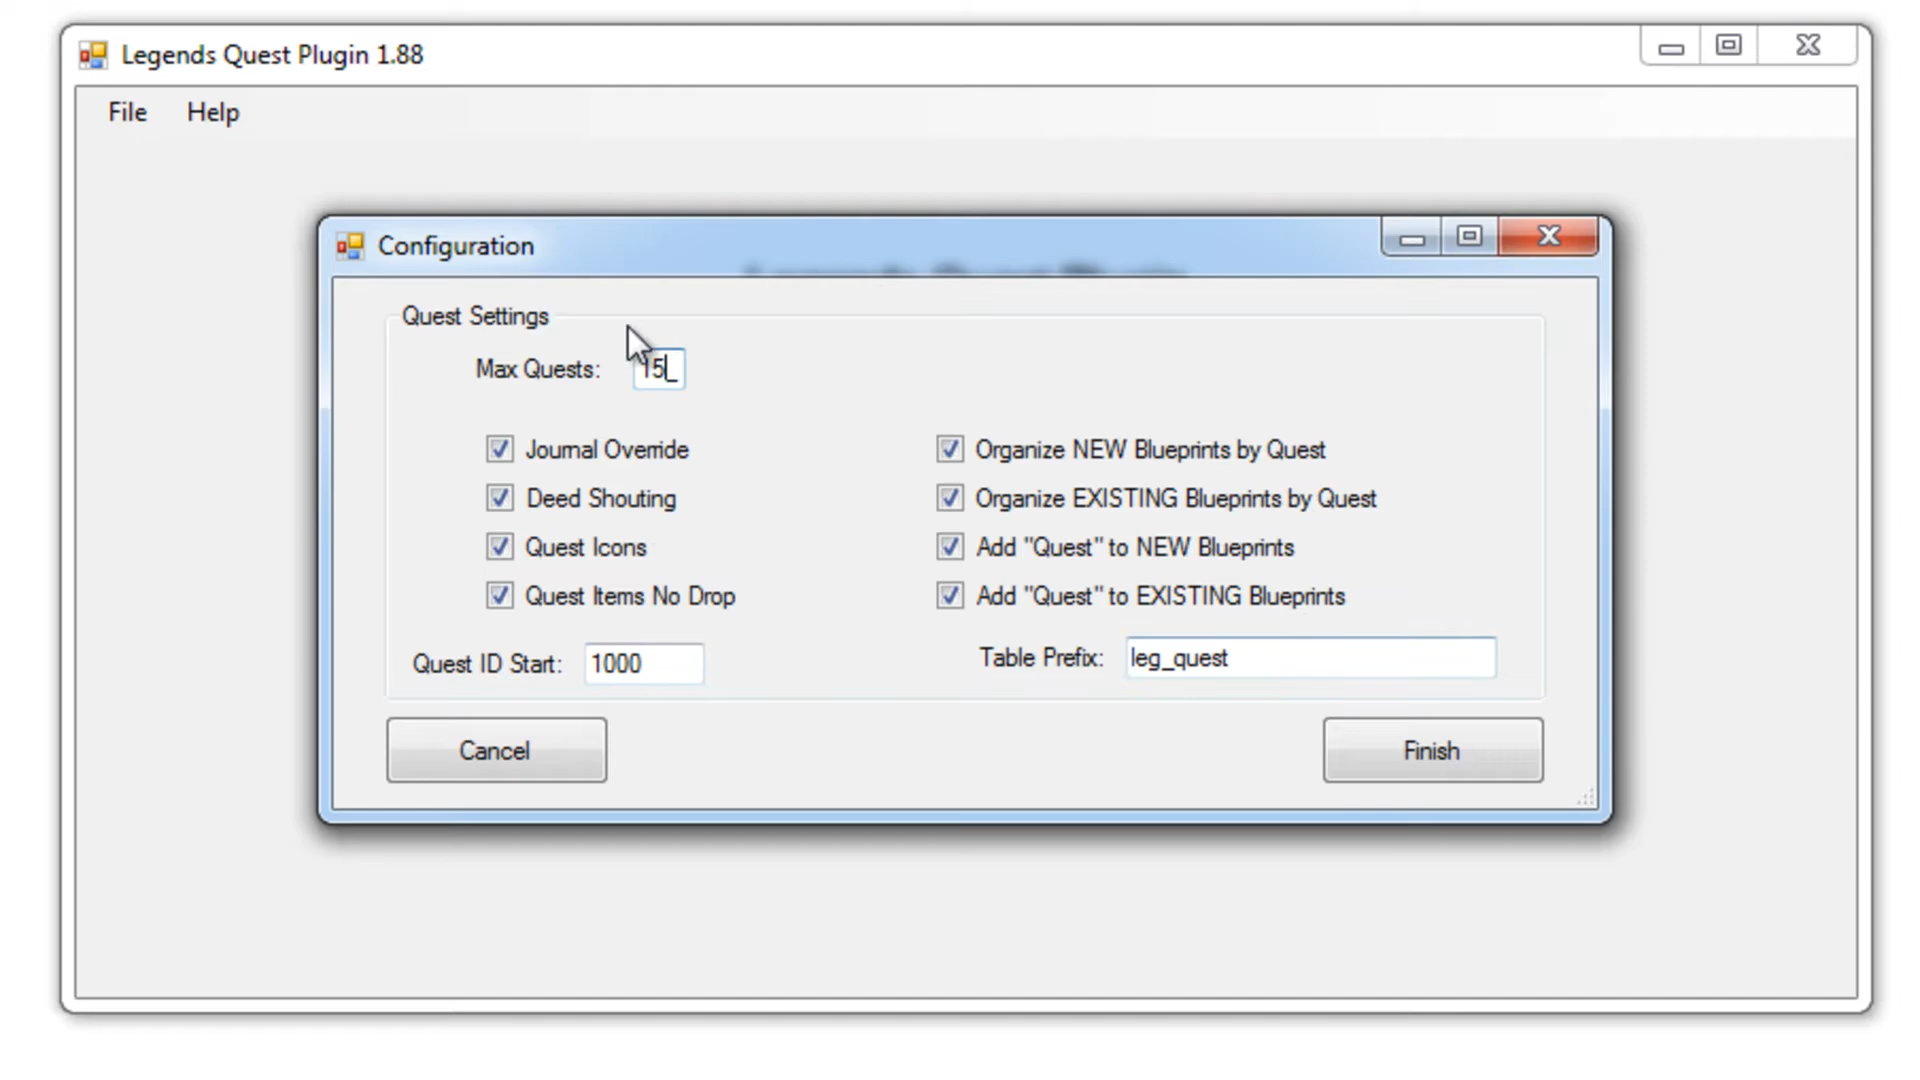 Legends Quest Plugin 1.88
File Help
Configuration
Quest Settings
Max Quests: 15_
Journal Override
Organize NEW Blueprints by Quest
Deed Shouting
Organize EXISTING Blueprints by Quest
Quest Icons
Add "Quest" to NEW Blueprints
Quest Items No Drop
Add "Quest" to EXISTING Blueprints
Quest ID Start: 1000
Table Prefix: leg_quest
Cancel
Finish